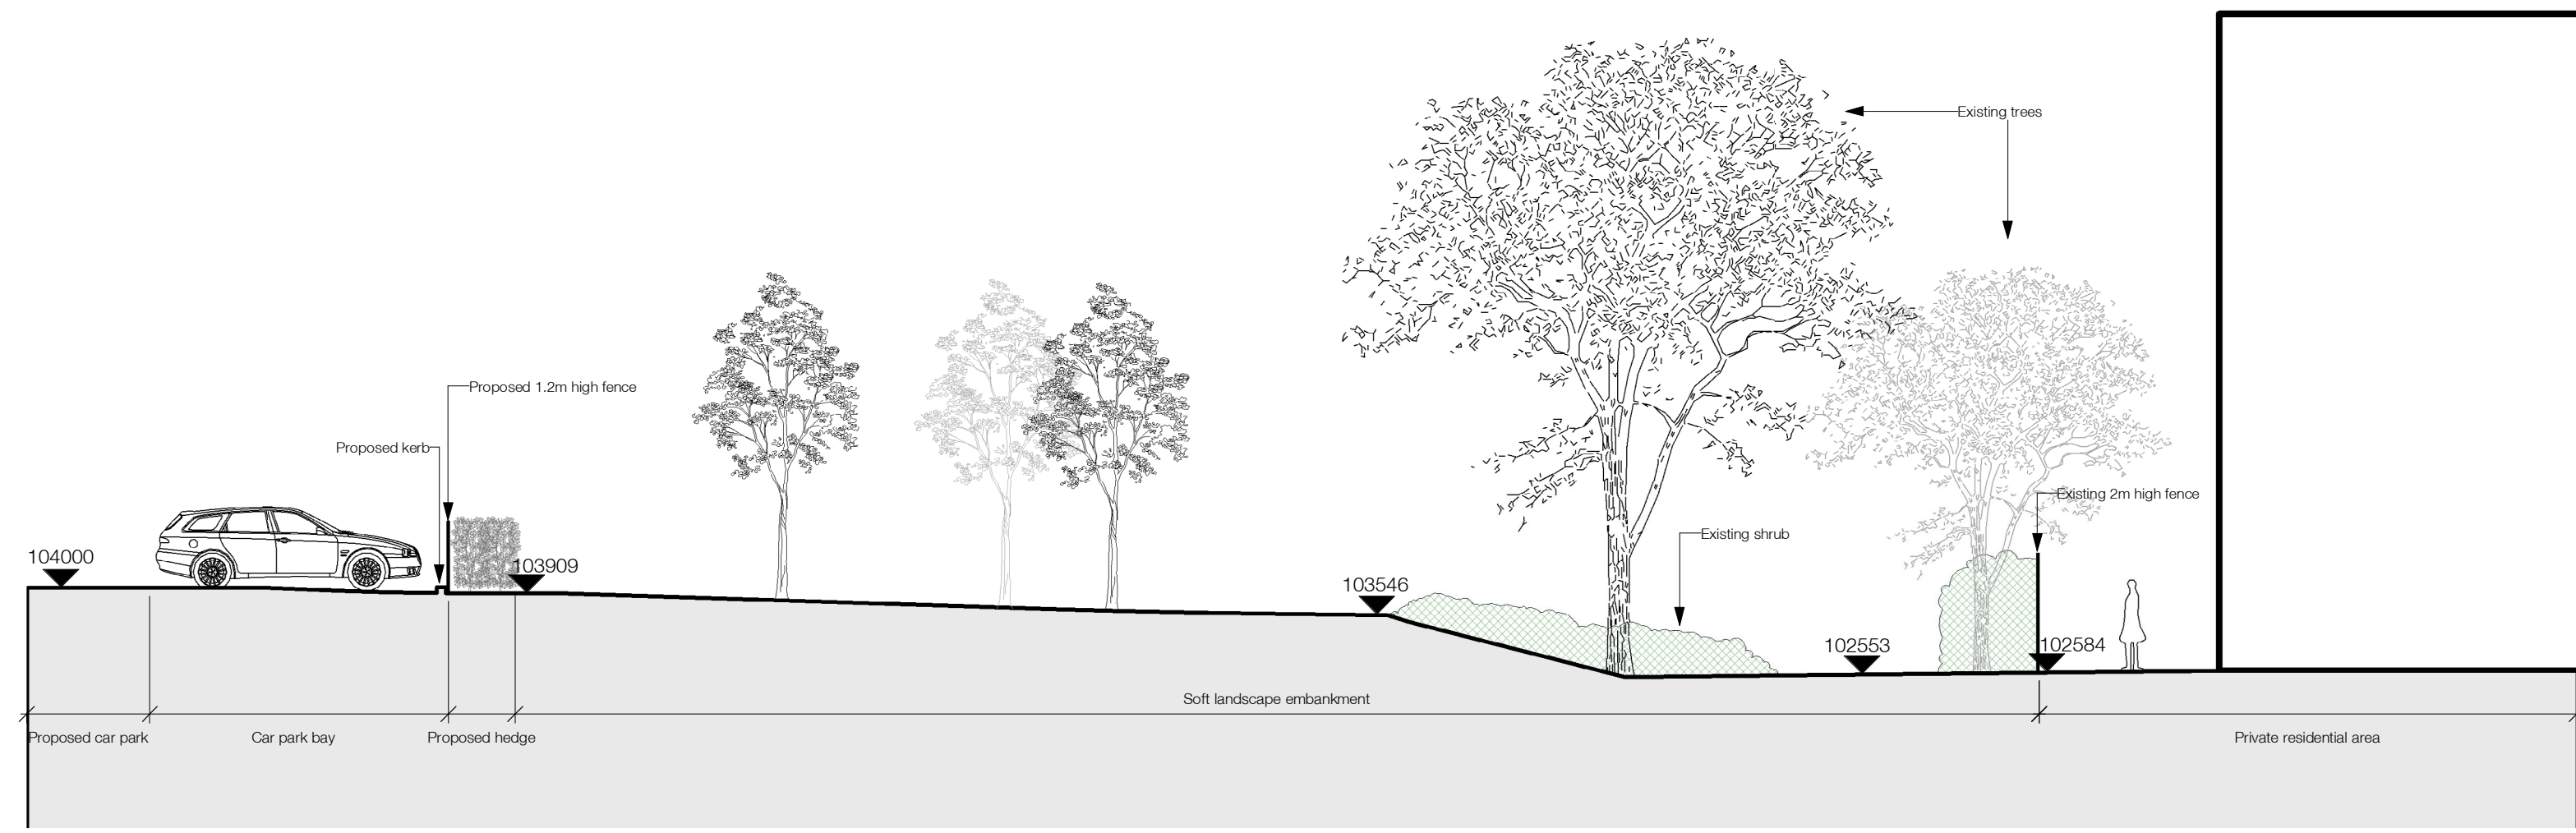 Existing trees
Proposed 1.2m high fence
Proposed kerb
Existing 2m high fence
Existing shrub
104000
103909
103546
102553
102584
Soft landscape embankment
Proposed car park
Car park bay
Proposed hedge
Private residential area